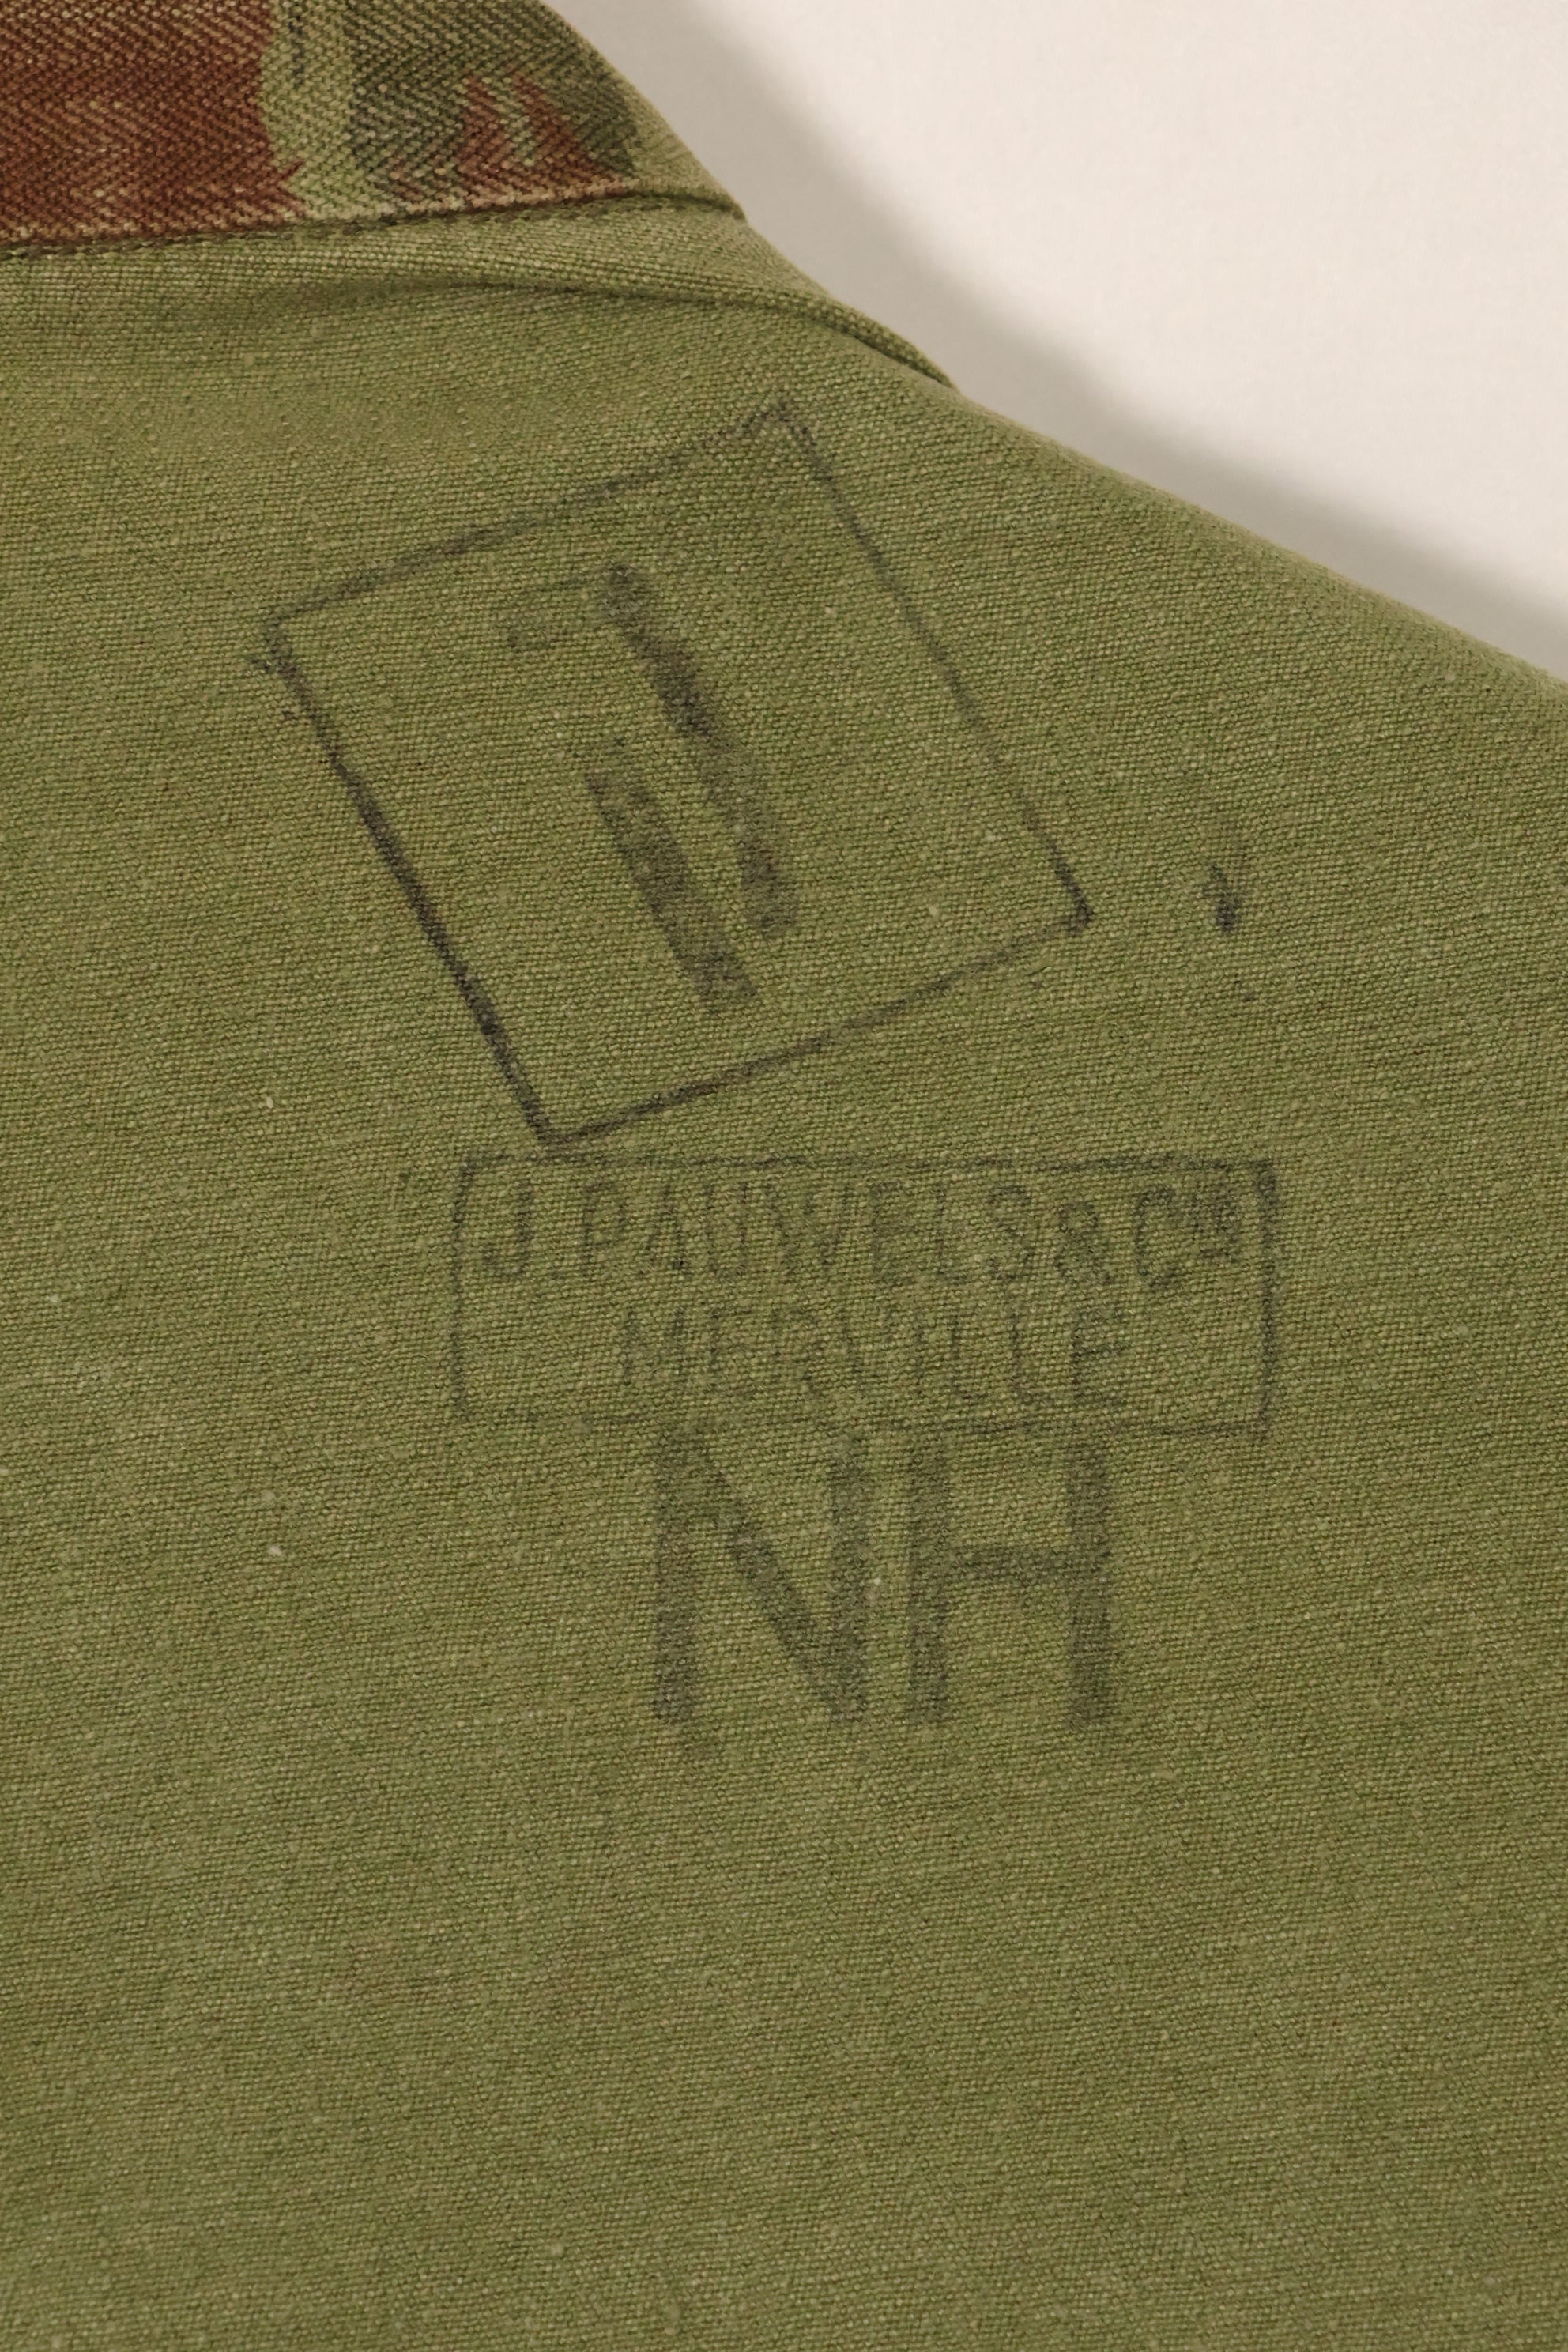 J. PAUWELS & Cie
MERVILLE
NH